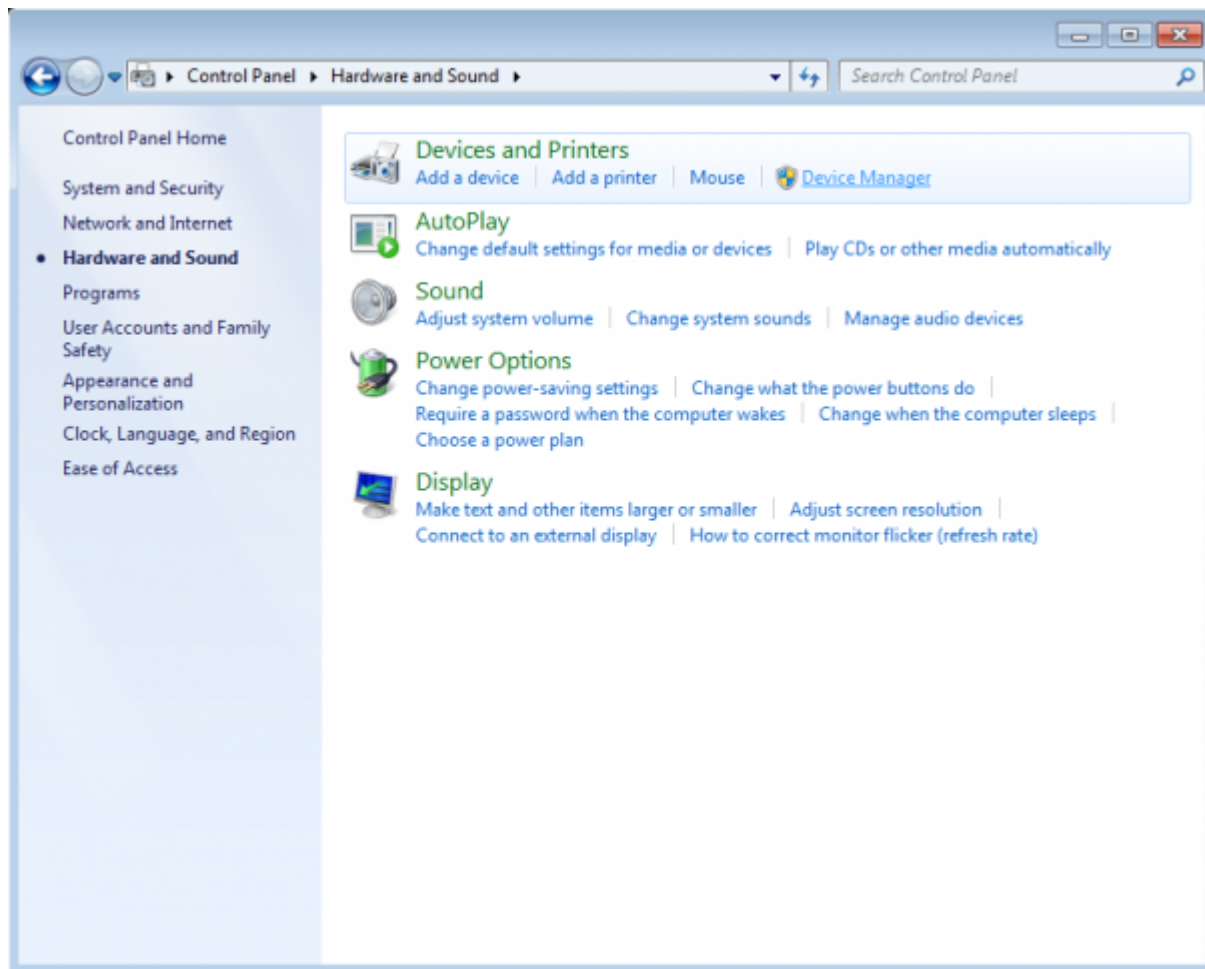 Control Panel Hardware and Sound
Search Control Panel
Control Panel Home
System and Security
Network and Internet
Hardware and Sound
Programs
User Accounts and Family
Safety
Appearance and
Personalization
Clock, Language, and Region
Ease of Access
Devices and Printers
Add a device Add a printer Mouse Device Manager
AutoPlay
Change default settings for media or devices Play CDs or other media automatically
Sound
Adjust system volume Change system sounds Manage audio devices
Power Options
Change power-saving settings Change what the power buttons do
Require a password when the computer wakes Change when the computer sleeps
Choose a power plan
Display
Make text and other items larger or smaller Adjust screen resolution
Connect to an external display How to correct monitor flicker (refresh rate)